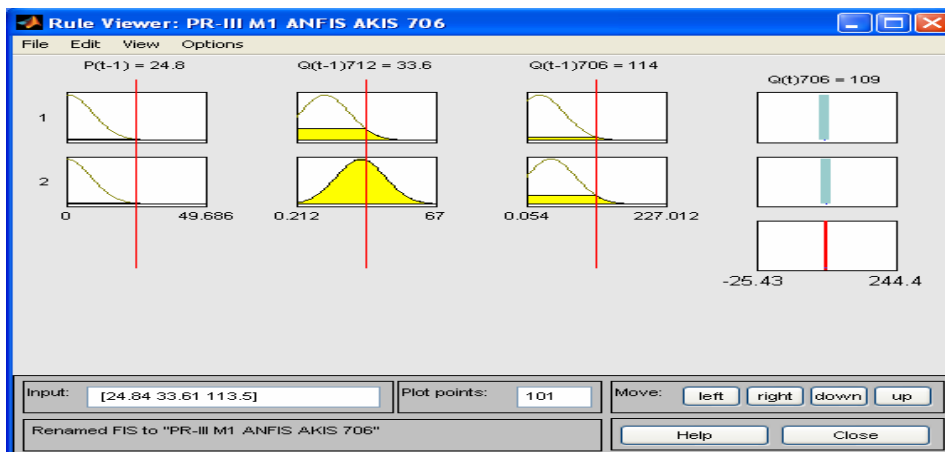 Rule Viewer: PR-III M1 ANFIS AKIS 706
File Edit View Options
P(t-1) = 24.8 Q(t-1)712 = 33.6 Q(t-1)706 = 114
Q(t)706 = 109
1
2
0 49.686 0.212 67 0.054 227.012
-25.43 244.4
Input: [24.84 33.61 113.5] Plot points: 101 Move: left right down up
Renamed FIS to "PR-III M1 ANFIS AKIS 706" Help Close